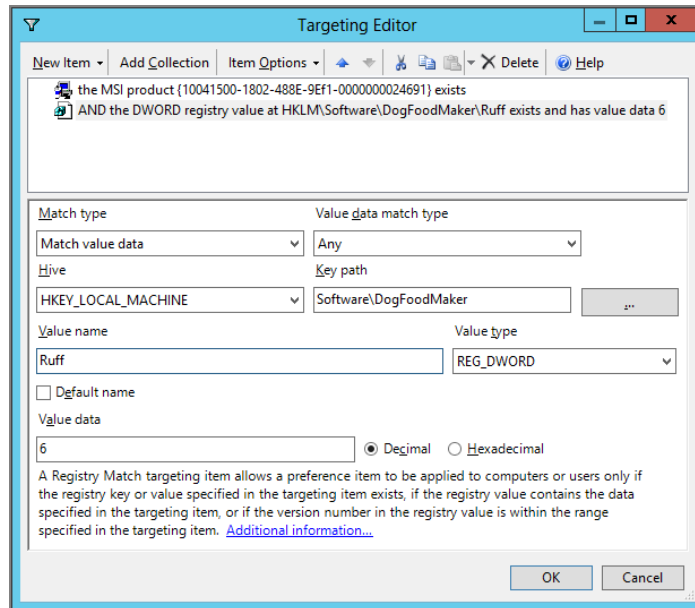 Targeting Editor
New Item Add Collection Item Options Delete Help
the MSI product {10041500-1802-488E-9Ef1-0000000024691} exists
AND the DWORD registry value at HKLM\Software\DogFoodMaker\Ruff exists and has value data 6
Match type Value data match type
Match value data Any
Hive Key path
HKEY_LOCAL_MACHINE Software\DogFoodMaker ...
Value name Value type
Ruff REG_DWORD
Default name
Value data
6 Decimal Hexadecimal
A Registry Match targeting item allows a preference item to be applied to computers or users only if
the registry key or value specified in the targeting item exists, if the registry value contains the data
specified in the targeting item, or if the version number in the registry value is within the range
specified in the targeting item. Additional information...
OK Cancel